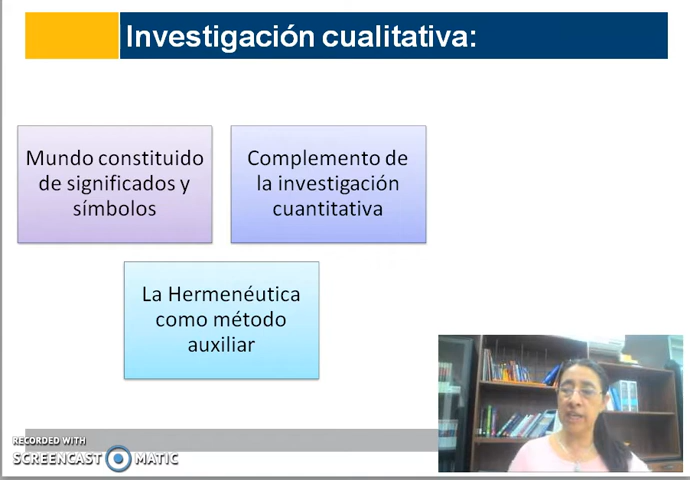 Investigación cualitativa:
Mundo constituido
de significados y
símbolos
Complemento de
la investigación
cuantitativa
La Hermenéutica
como método
auxiliar
RECORDED WITH
SCREENCAST MATIC